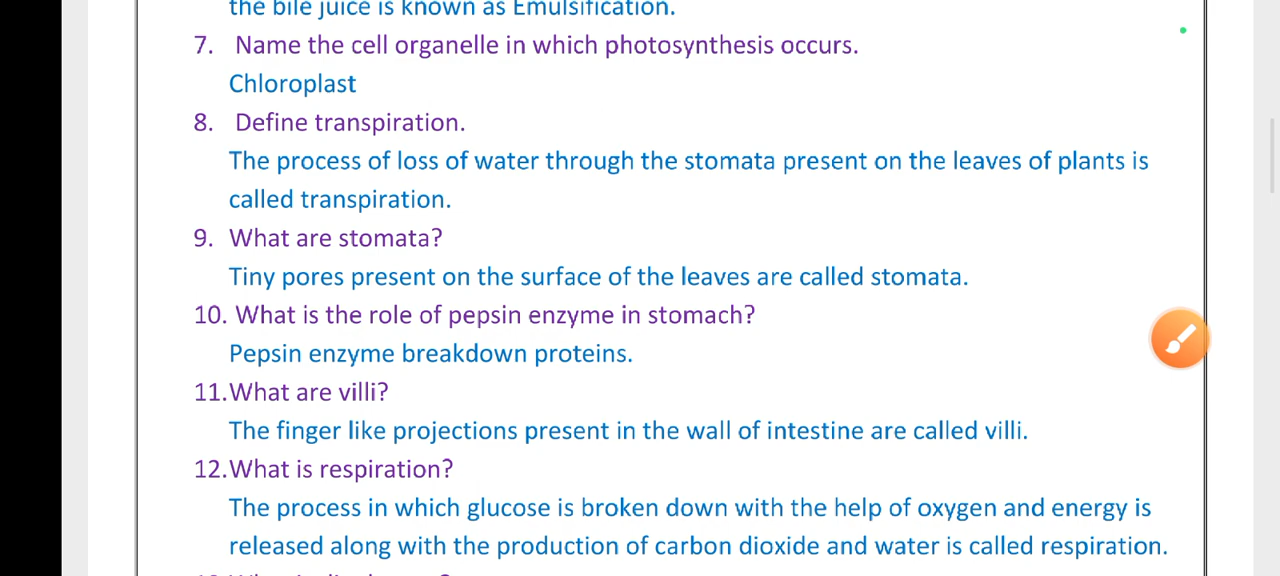 the bile juice is known as Emulsification.
7. Name the cell organelle in which photosynthesis occurs.
Chloroplast
8. Define transpiration.
The process of loss of water through the stomata present on the leaves of plants is
called transpiration.
9. What are stomata?
Tiny pores present on the surface of the leaves are called stomata.
10. What is the role of pepsin enzyme in stomach?
Pepsin enzyme breakdown proteins.
11.What are villi?
The finger like projections present in the wall of intestine are called villi.
12.What is respiration?
The process in which glucose is broken down with the help of oxygen and energy is
released along with the production of carbon dioxide and water is called respiration.